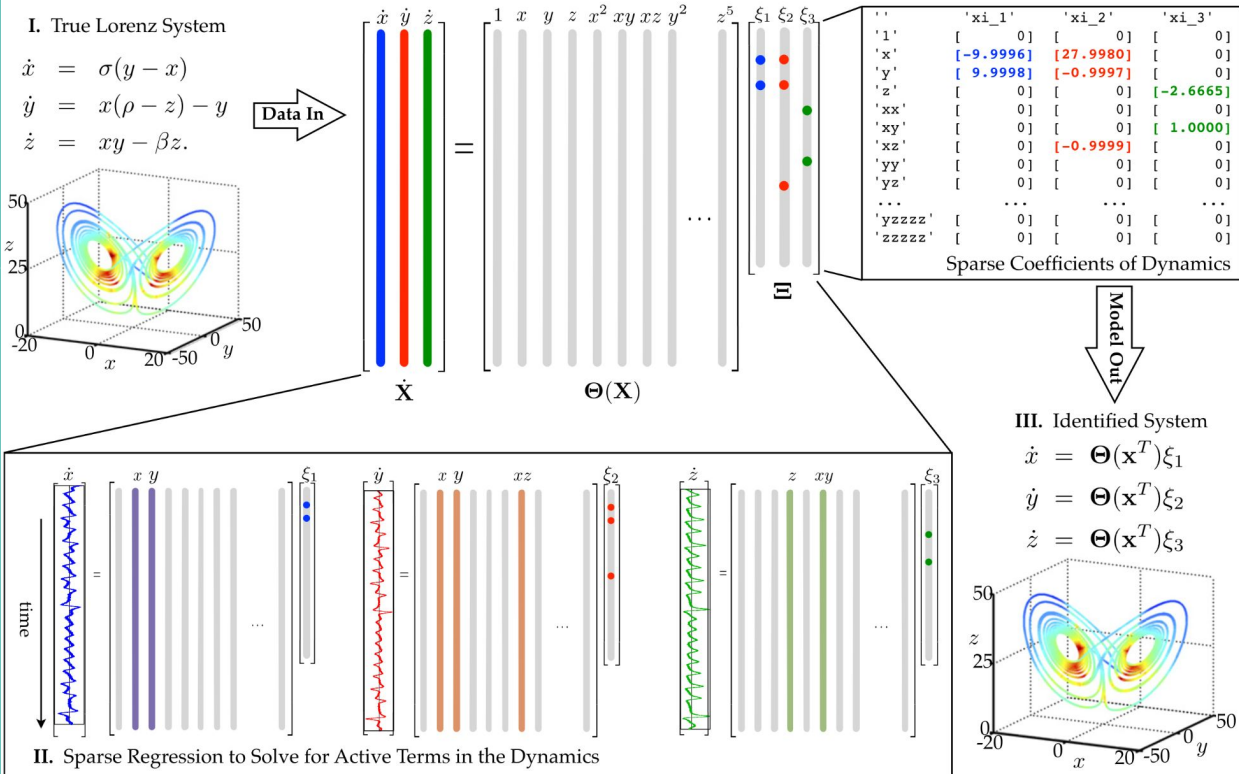 I. True Lorenz System
ẋ = σ(y − x)
ẏ = x(ρ − z) − y
ż = xy − βz.
50
z
25
0
-20
0
x
20
-50
0
y
50
Data In
ẋ ẏ ż
Ẋ
=
1 x y z x² xy xz y² z⁵
...
Θ(X)
ξ₁ ξ₂ ξ₃
Ξ
'' 'xi_1' 'xi_2' 'xi_3'
'1' [ 0] [ 0] [ 0]
'x' [-9.9996] [27.9980] [ 0]
'y' [ 9.9998] [-0.9997] [ 0]
'z' [ 0] [ 0] [-2.6665]
'xx' [ 0] [ 0] [ 0]
'xy' [ 0] [ 0] [ 1.0000]
'xz' [ 0] [-0.9999] [ 0]
'yy' [ 0] [ 0] [ 0]
'yz' [ 0] [ 0] [ 0]
... ... ... ...
'yzzzz' [ 0] [ 0] [ 0]
'zzzzz' [ 0] [ 0] [ 0]
Sparse Coefficients of Dynamics
Model Out
time
ẋ
=
x y
...
ξ₁
ẏ
=
x y xz
...
ξ₂
ż
=
z xy
...
ξ₃
II. Sparse Regression to Solve for Active Terms in the Dynamics
III. Identified System
ẋ = Θ(xᵀ)ξ₁
ẏ = Θ(xᵀ)ξ₂
ż = Θ(xᵀ)ξ₃
50
z
25
0
-20
0
x
20
-50
0
y
50